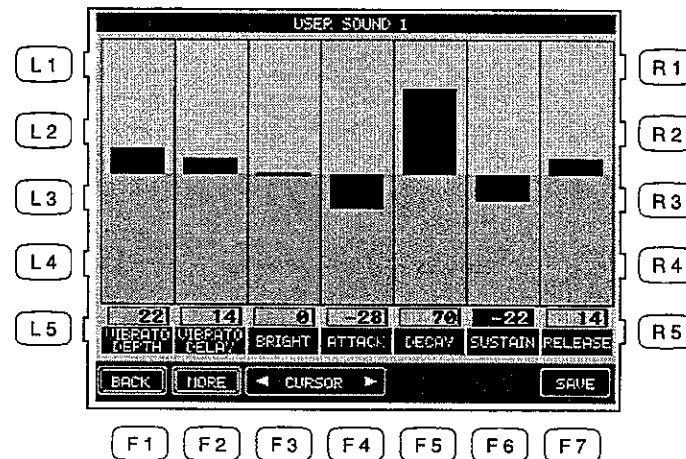 USER SOUND 1
L1
R1
L2
R2
L3
R3
L4
R4
L5
22 14 0 -28 70 -22 14
R5
VIBRATO DEPTH VIBRATO DELAY BRIGHT ATTACK DECAY SUSTAIN RELEASE
BACK MORE ◄ CURSOR ► SAVE
F1 F2 F3 F4 F5 F6 F7